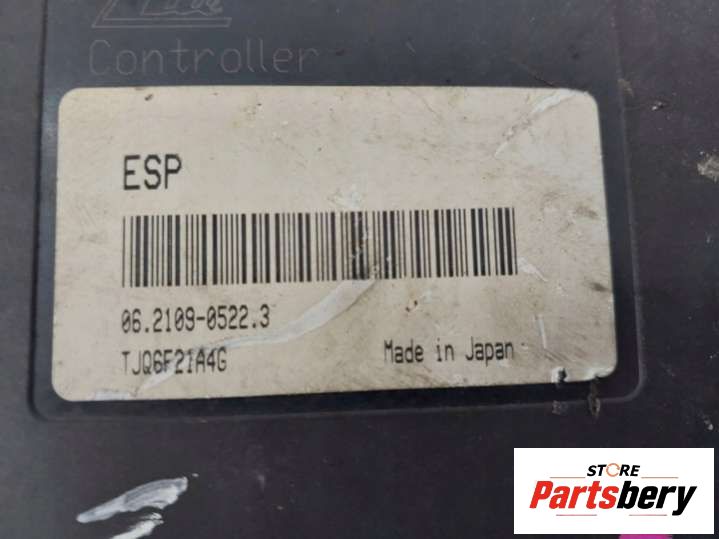 Controller
ESP
06.2109-0522.3
TJQ6F21A4G
Made in Japan
STORE
Partsbery